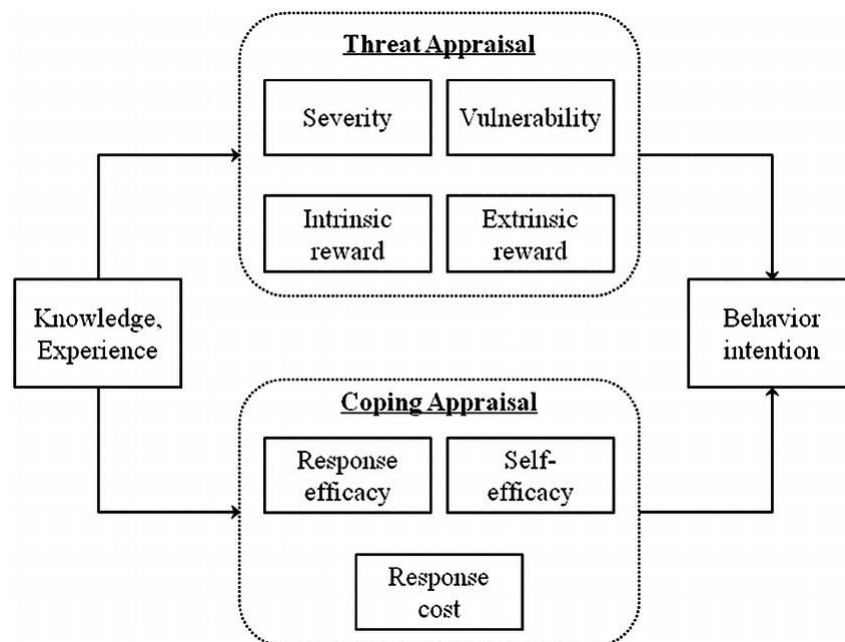 Threat Appraisal
Severity
Vulnerability
Intrinsic
reward
Extrinsic
reward
Knowledge,
Experience
Behavior
intention
Coping Appraisal
Response
efficacy
Self-
efficacy
Response
cost